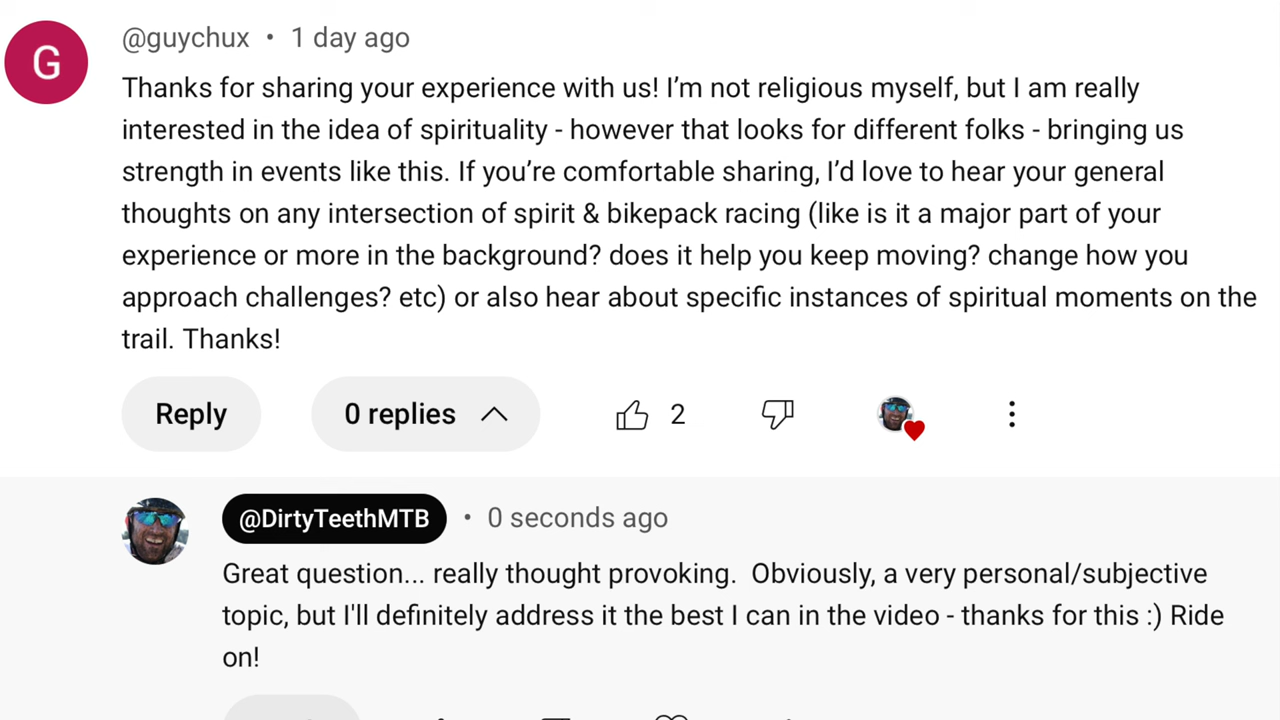 G
@guychux • 1 day ago
Thanks for sharing your experience with us! I’m not religious myself, but I am really
interested in the idea of spirituality - however that looks for different folks - bringing us
strength in events like this. If you’re comfortable sharing, I’d love to hear your general
thoughts on any intersection of spirit & bikepack racing (like is it a major part of your
experience or more in the background? does it help you keep moving? change how you
approach challenges? etc) or also hear about specific instances of spiritual moments on the
trail. Thanks!
Reply 0 replies 2
@DirtyTeethMTB • 0 seconds ago
Great question... really thought provoking.  Obviously, a very personal/subjective
topic, but I'll definitely address it the best I can in the video - thanks for this :) Ride
on!